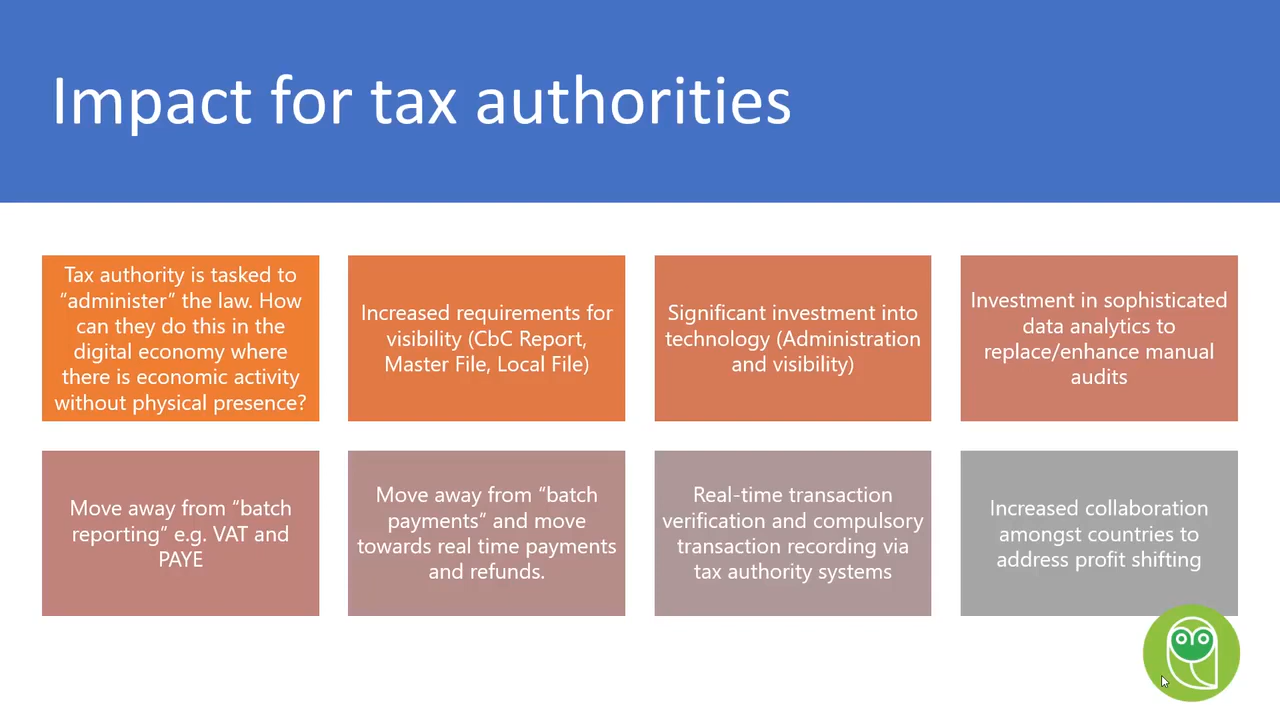 Impact for tax authorities
Tax authority is tasked to
“administer” the law. How
can they do this in the
digital economy where
there is economic activity
without physical presence?
Increased requirements for
visibility (CbC Report,
Master File, Local File)
Significant investment into
technology (Administration
and visibility)
Investment in sophisticated
data analytics to
replace/enhance manual
audits
Move away from “batch
reporting” e.g. VAT and
PAYE
Move away from “batch
payments” and move
towards real time payments
and refunds.
Real-time transaction
verification and compulsory
transaction recording via
tax authority systems
Increased collaboration
amongst countries to
address profit shifting